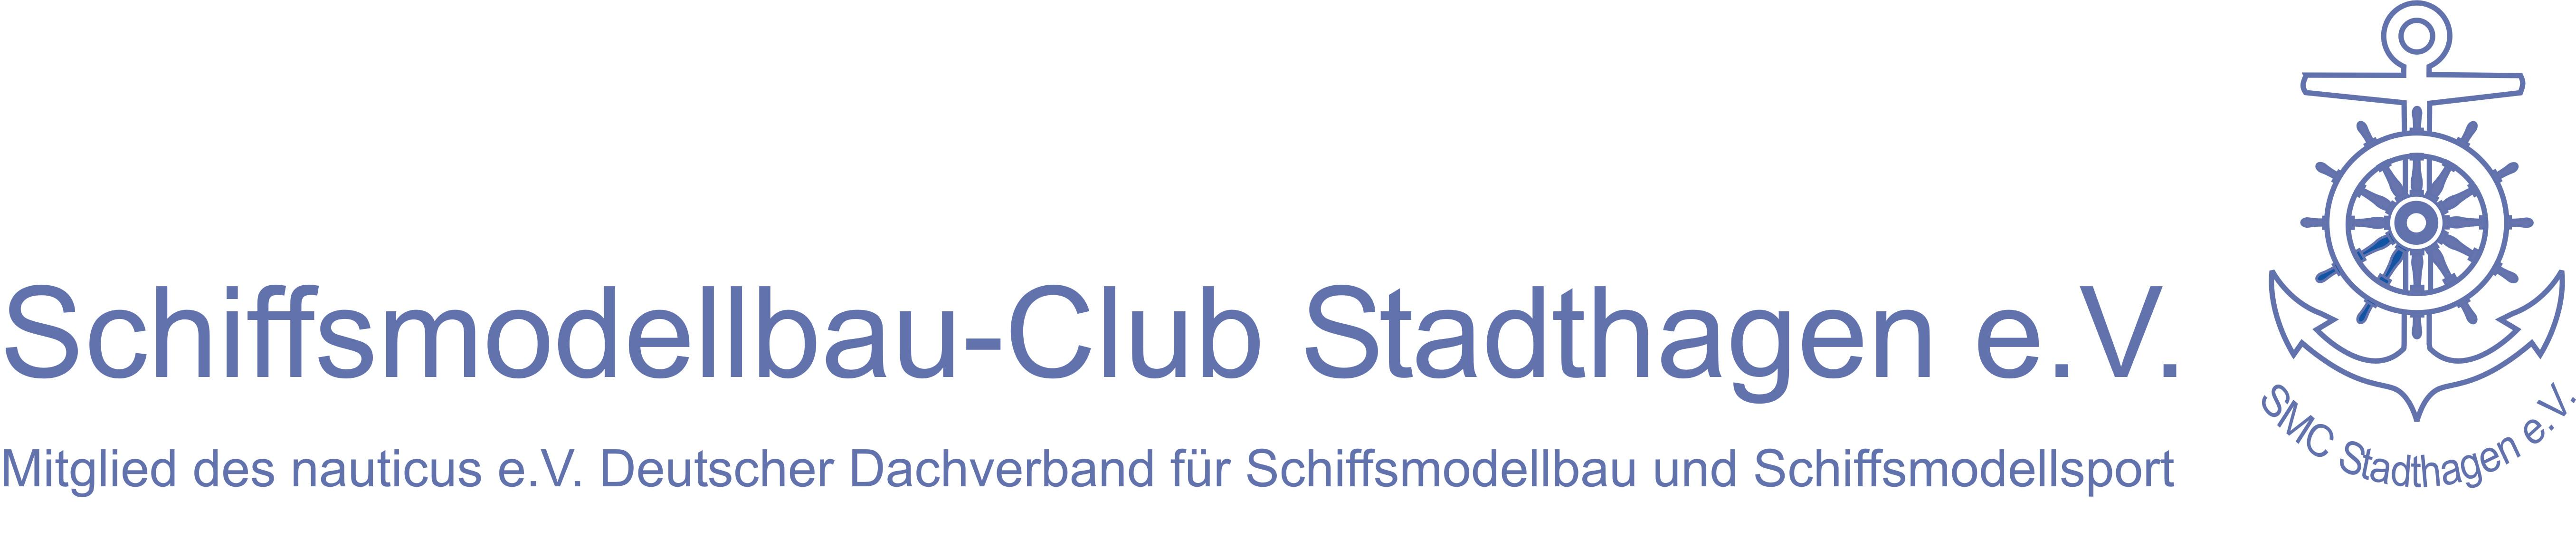 Schiffsmodellbau-Club Stadthagen e.V.
Mitglied des nauticus e.V. Deutscher Dachverband für Schiffsmodellbau und Schiffsmodellsport
SMC Stadthagen e.V.